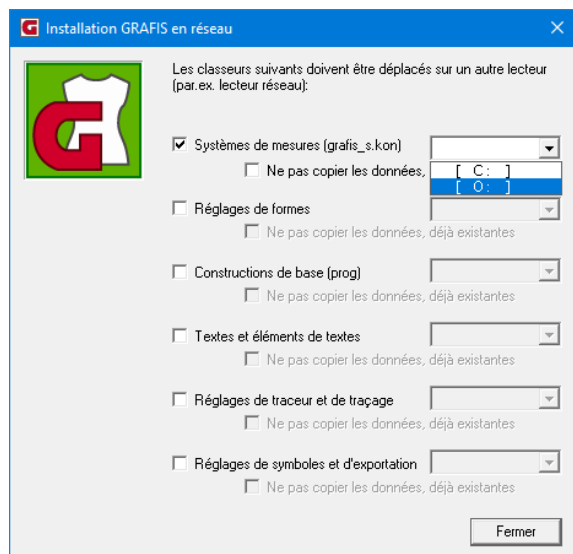 Installation GRAFIS en réseau
Les classeurs suivants doivent être déplacés sur un autre lecteur
(par.ex. lecteur réseau):
Systèmes de mesures (grafis_s.kon)
Ne pas copier les données,
[ C: ]
[ O: ]
Réglages de formes
Ne pas copier les données, déjà existantes
Constructions de base (prog)
Ne pas copier les données, déjà existantes
Textes et éléments de textes
Ne pas copier les données, déjà existantes
Réglages de traceur et de traçage
Ne pas copier les données, déjà existantes
Réglages de symboles et d'exportation
Ne pas copier les données, déjà existantes
Fermer